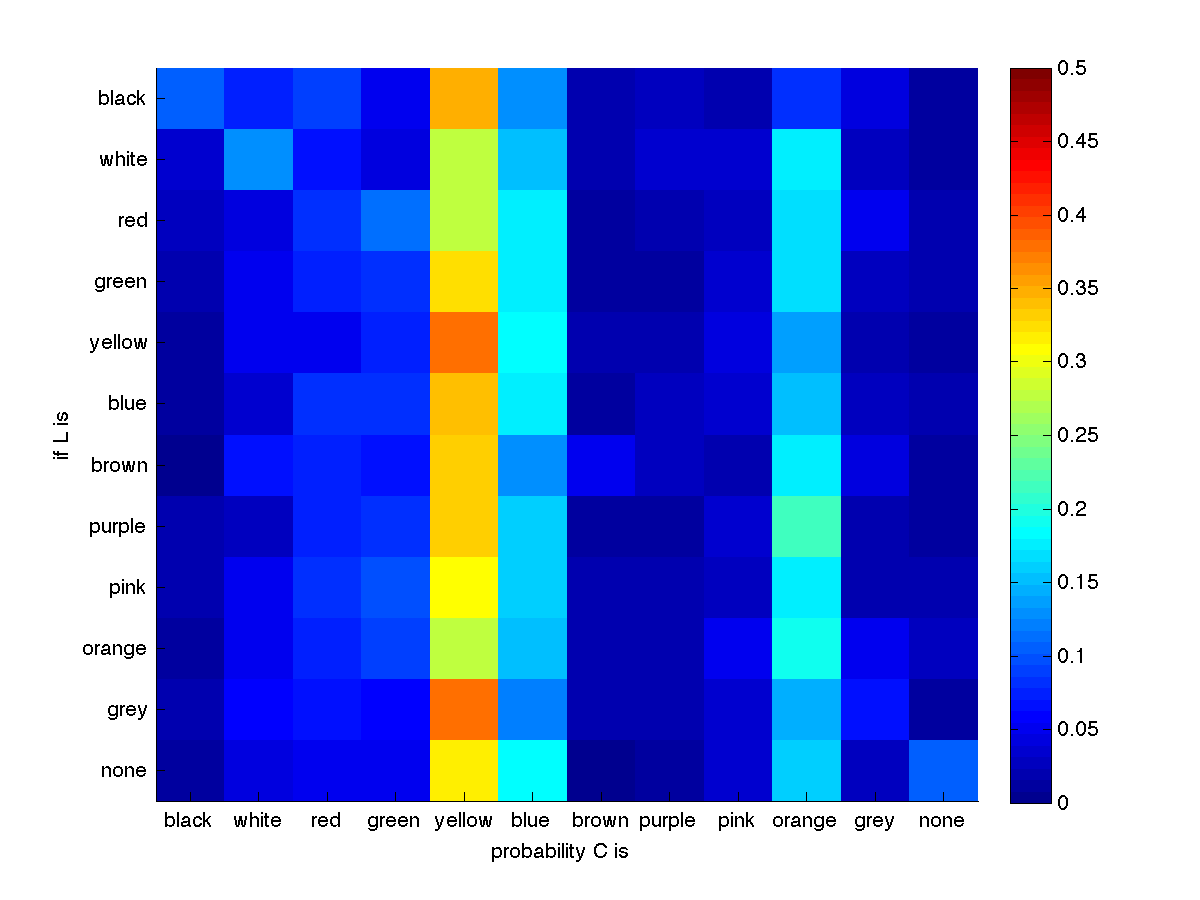 black
white
red
green
yellow
blue
brown
purple
pink
orange
grey
none
if L is
black white red green yellow blue brown purple pink orange grey none
probability C is
0.5
0.45
0.4
0.35
0.3
0.25
0.2
0.15
0.1
0.05
0